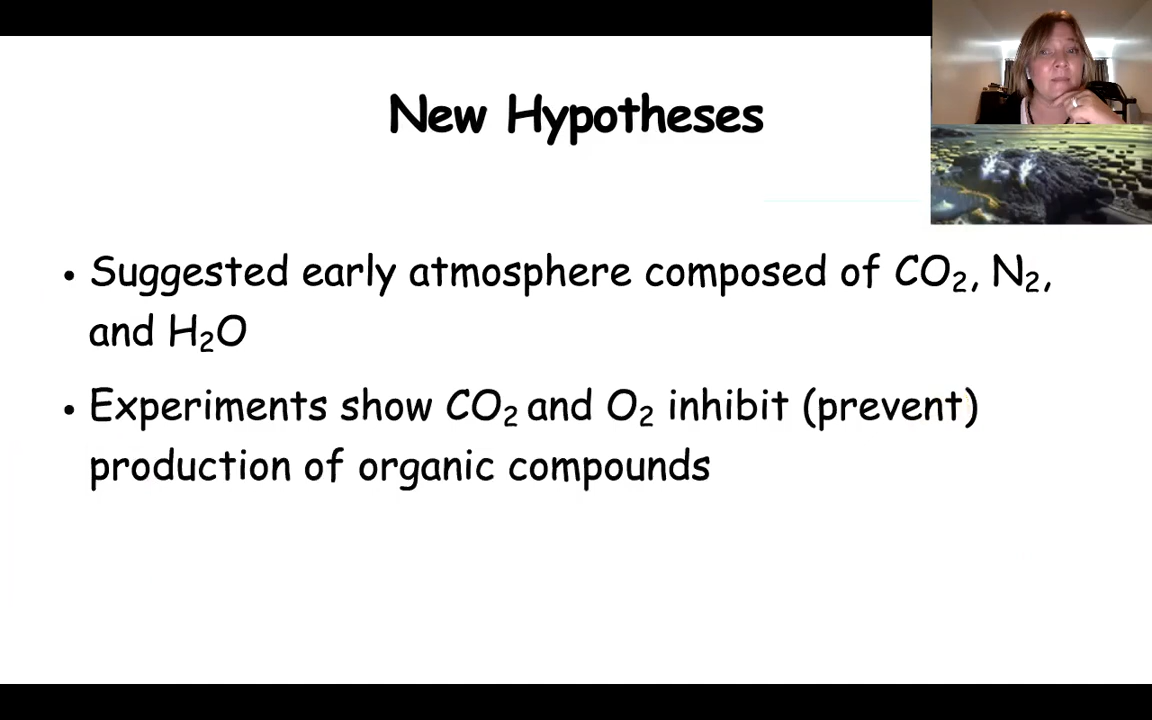 New Hypotheses
• Suggested early atmosphere composed of CO₂, N₂,
and H₂O
• Experiments show CO₂ and O₂ inhibit (prevent)
production of organic compounds